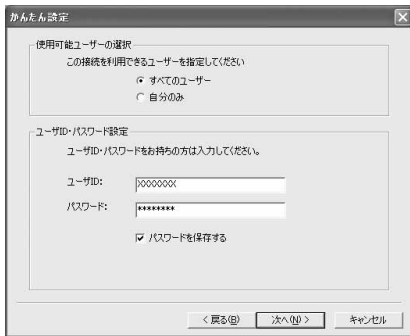 かんたん設定
使用可能ユーザーの選択
この接続を利用できるユーザーを指定してください
すべてのユーザー
自分のみ
ユーザID・パスワード設定
ユーザID・パスワードをお持ちの方は入力してください。
ユーザID: XXXXXXX
パスワード: ********
パスワードを保存する
< 戻る(B) 次へ(N) > キャンセル